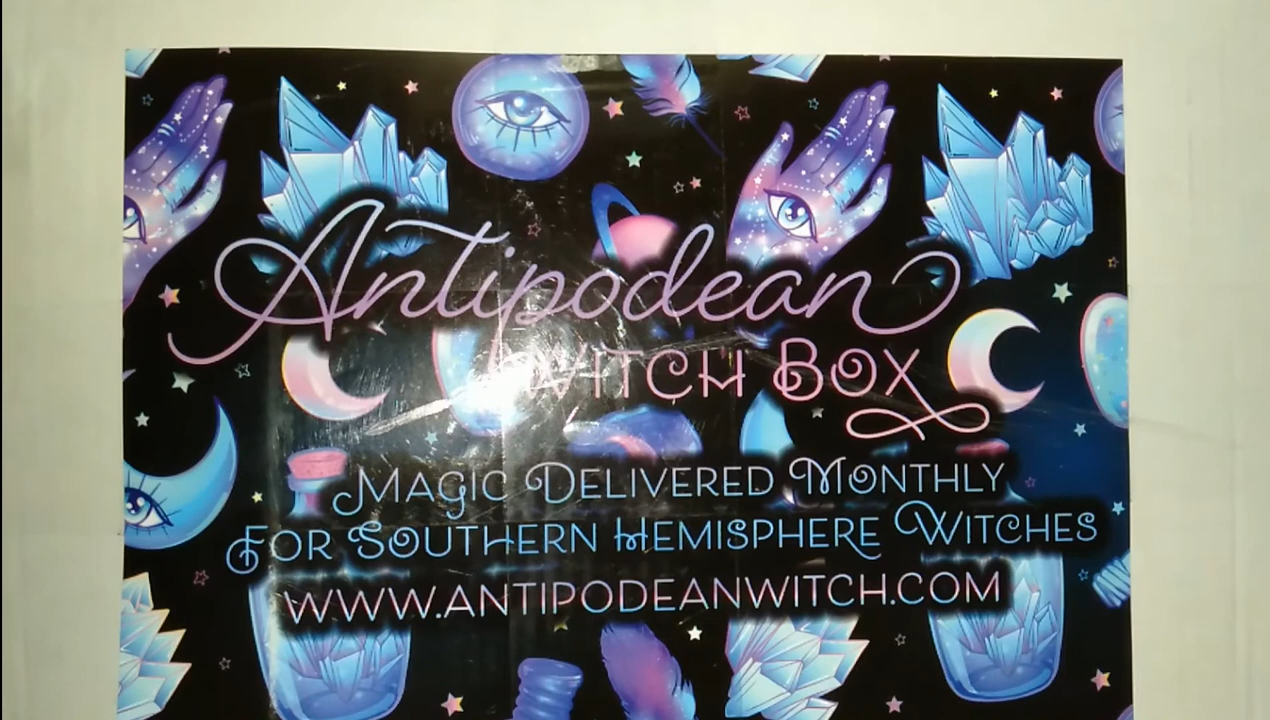 Antipodean
Witch Box
Magic Delivered Monthly
For Southern Hemisphere Witches
www.antipodeanwitch.com